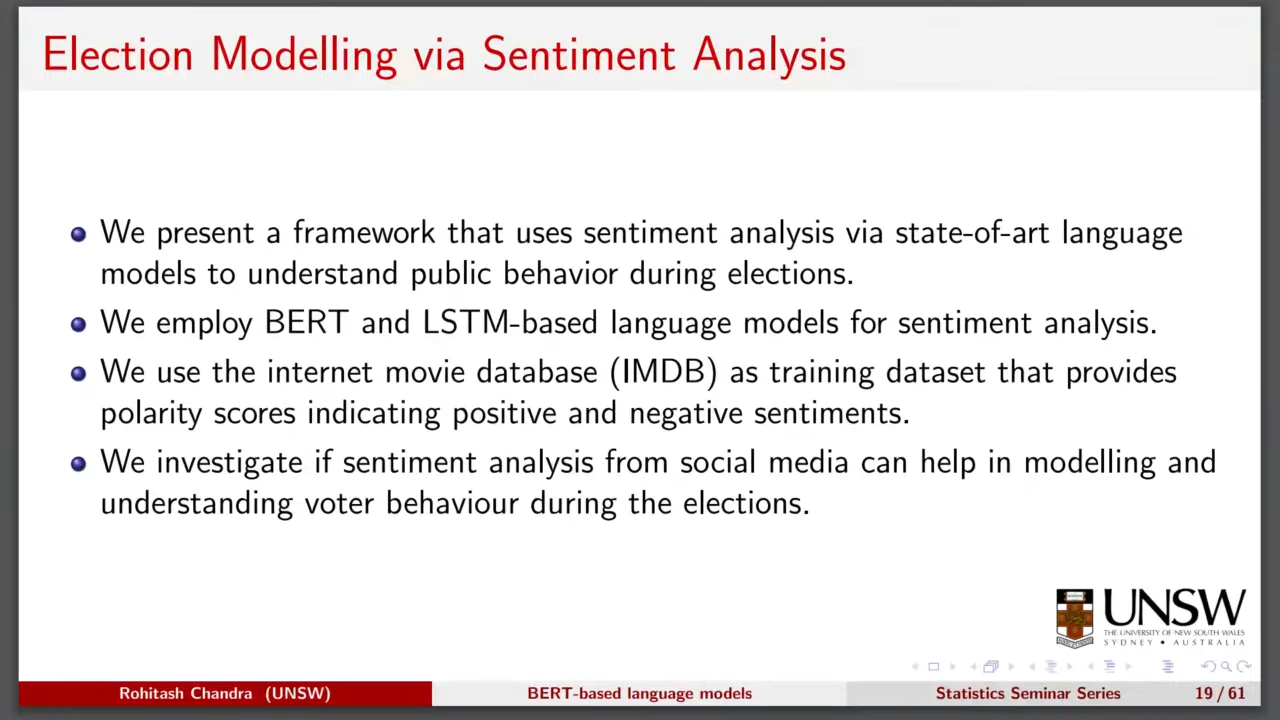 Election Modelling via Sentiment Analysis
We present a framework that uses sentiment analysis via state-of-art language
models to understand public behavior during elections.
We employ BERT and LSTM-based language models for sentiment analysis.
We use the internet movie database (IMDB) as training dataset that provides
polarity scores indicating positive and negative sentiments.
We investigate if sentiment analysis from social media can help in modelling and
understanding voter behaviour during the elections.
UNSW
THE UNIVERSITY OF NEW SOUTH WALES
SYDNEY • AUSTRALIA
Rohitash Chandra (UNSW) BERT-based language models Statistics Seminar Series 19 / 61